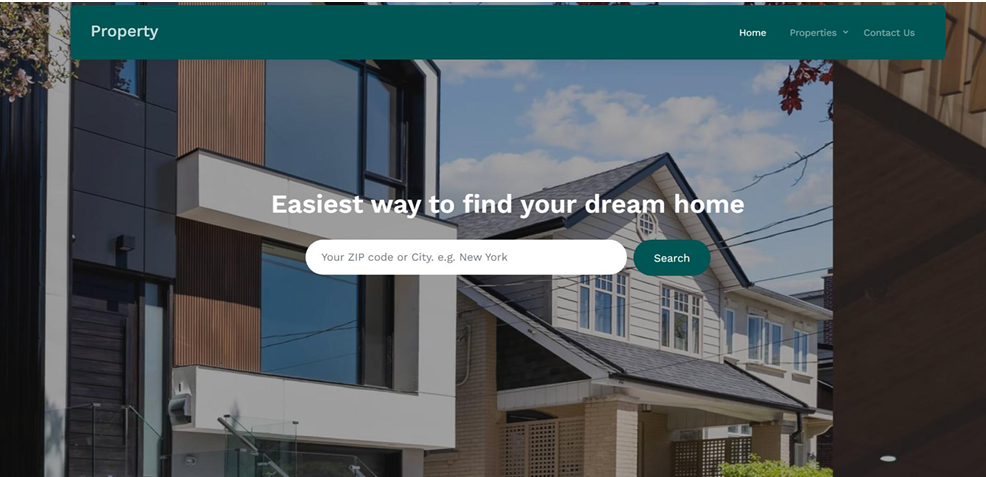 Property
Home Properties Contact Us
Easiest way to find your dream home
Your ZIP code or City. e.g. New York
Search